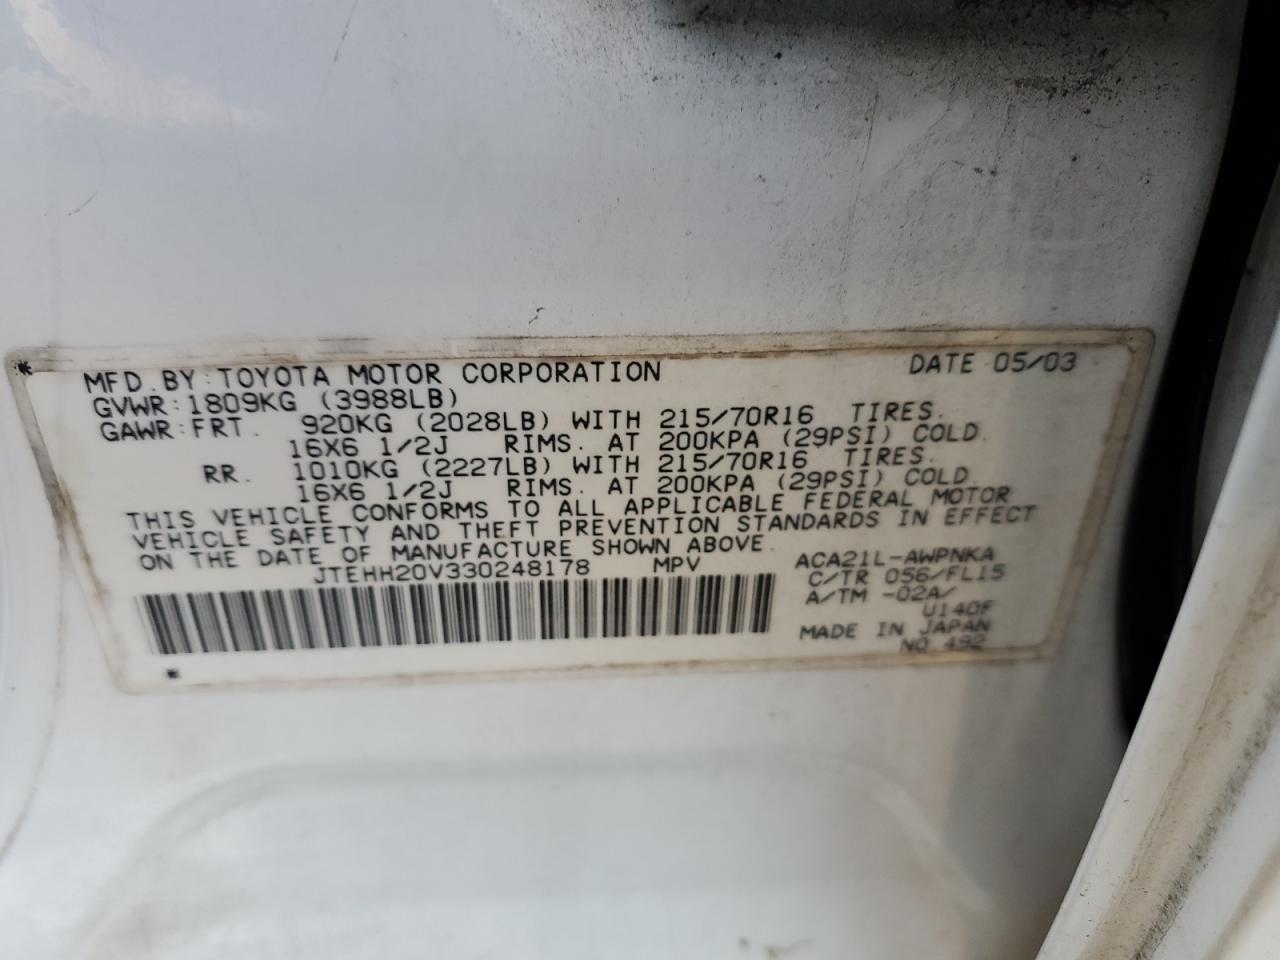 MFD. BY: TOYOTA MOTOR CORPORATION DATE 05/03
GVWR: 1809KG (3988LB)
GAWR: FRT. 920KG (2028LB) WITH 215/70R16 TIRES.
16X6 1/2J RIMS. AT 200KPA (29PSI) COLD.
RR. 1010KG (2227LB) WITH 215/70R16 TIRES.
16X6 1/2J RIMS. AT 200KPA (29PSI) COLD.
THIS VEHICLE CONFORMS TO ALL APPLICABLE FEDERAL MOTOR
VEHICLE SAFETY AND THEFT PREVENTION STANDARDS IN EFFECT
ON THE DATE OF MANUFACTURE SHOWN ABOVE.
JTEHH20V330248178 MPV
ACA21L-AWPNKA
C/TR 056/FL15
A/TM -02A/
U140F
MADE IN JAPAN
NO 492